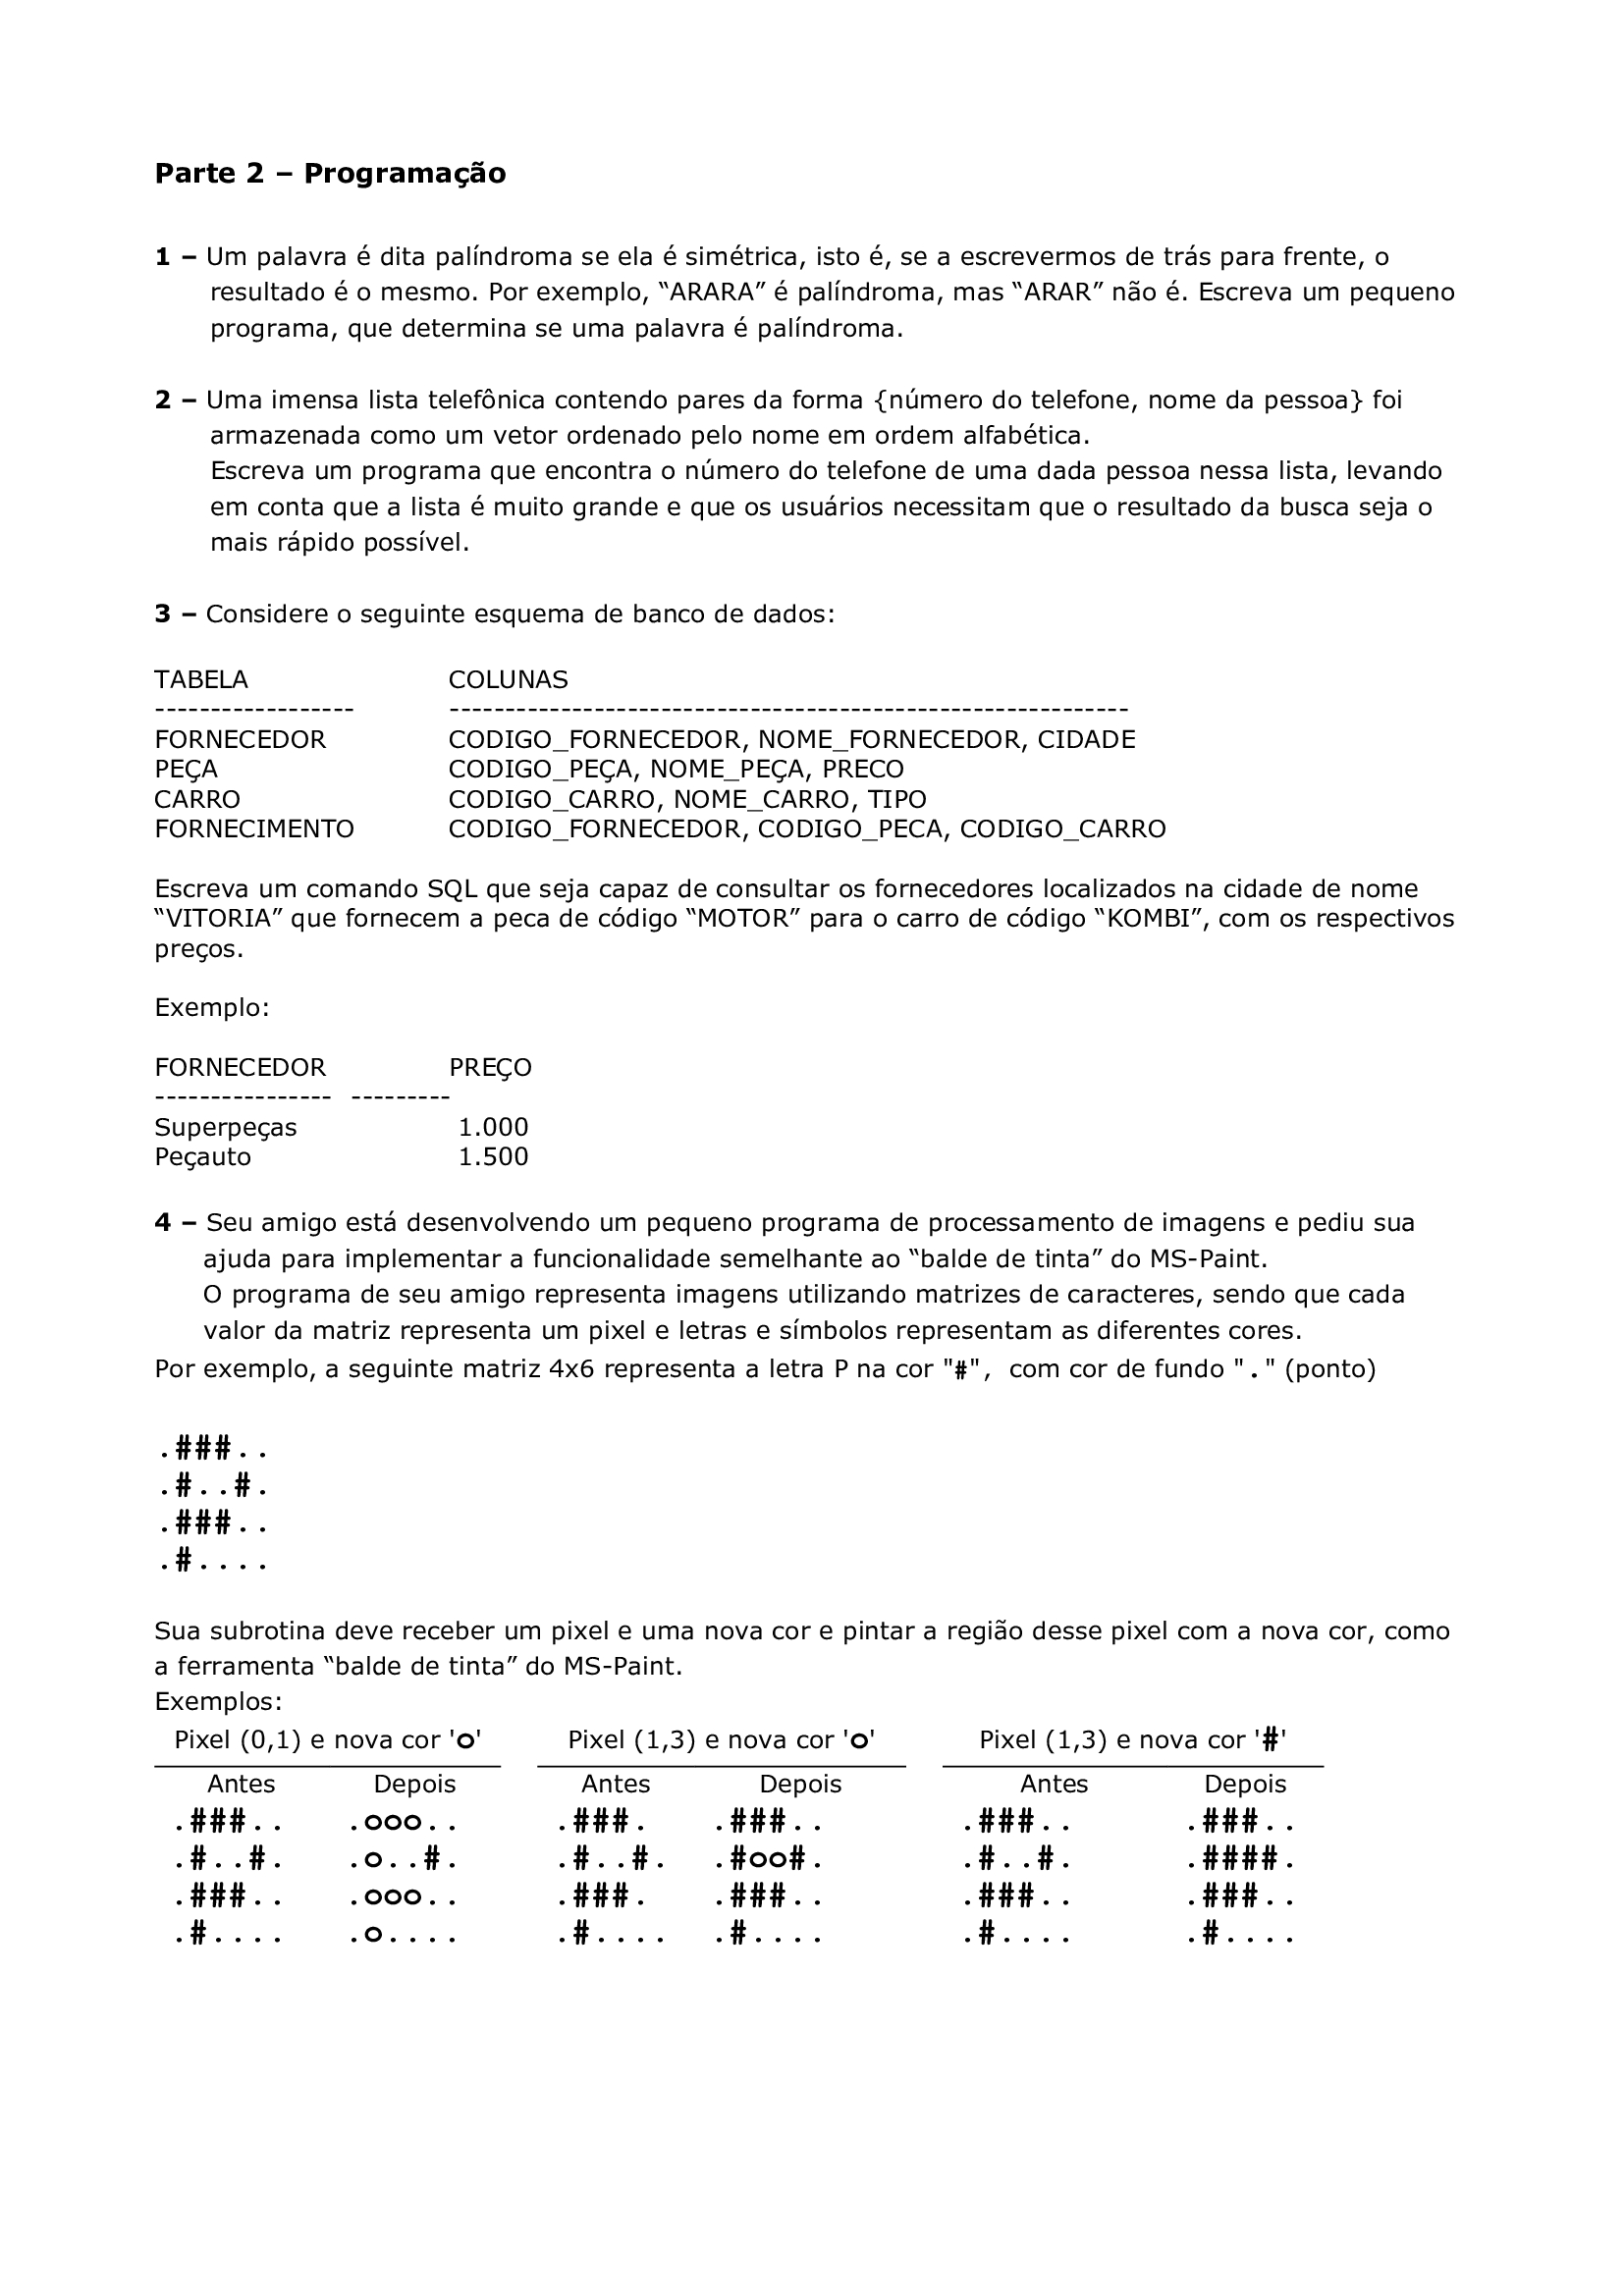 Parte 2 – Programação
1 – Um palavra é dita palíndroma se ela é simétrica, isto é, se a escrevermos de trás para frente, o
resultado é o mesmo. Por exemplo, “ARARA” é palíndroma, mas “ARAR” não é. Escreva um pequeno
programa, que determina se uma palavra é palíndroma.
2 – Uma imensa lista telefônica contendo pares da forma {número do telefone, nome da pessoa} foi
armazenada como um vetor ordenado pelo nome em ordem alfabética.
Escreva um programa que encontra o número do telefone de uma dada pessoa nessa lista, levando
em conta que a lista é muito grande e que os usuários necessitam que o resultado da busca seja o
mais rápido possível.
3 – Considere o seguinte esquema de banco de dados:
TABELA COLUNAS
------------------ -------------------------------------------------------------
FORNECEDOR CODIGO_FORNECEDOR, NOME_FORNECEDOR, CIDADE
PEÇA CODIGO_PEÇA, NOME_PEÇA, PRECO
CARRO CODIGO_CARRO, NOME_CARRO, TIPO
FORNECIMENTO CODIGO_FORNECEDOR, CODIGO_PECA, CODIGO_CARRO
Escreva um comando SQL que seja capaz de consultar os fornecedores localizados na cidade de nome
“VITORIA” que fornecem a peca de código “MOTOR” para o carro de código “KOMBI”, com os respectivos
preços.
Exemplo:
FORNECEDOR PREÇO
---------------- ---------
Superpeças 1.000
Peçauto 1.500
4 – Seu amigo está desenvolvendo um pequeno programa de processamento de imagens e pediu sua
ajuda para implementar a funcionalidade semelhante ao “balde de tinta” do MS-Paint.
O programa de seu amigo representa imagens utilizando matrizes de caracteres, sendo que cada
valor da matriz representa um pixel e letras e símbolos representam as diferentes cores.
Por exemplo, a seguinte matriz 4x6 representa a letra P na cor "#", com cor de fundo "." (ponto)
.###..
.#..#.
.###..
.#....
Sua subrotina deve receber um pixel e uma nova cor e pintar a região desse pixel com a nova cor, como
a ferramenta “balde de tinta” do MS-Paint.
Exemplos:
Pixel (0,1) e nova cor 'o' Pixel (1,3) e nova cor 'o' Pixel (1,3) e nova cor '#'
Antes Depois Antes Depois Antes Depois
.###.. .ooo.. .###. .###.. .###.. .###..
.#..#. .o..#. .#..#. .#oo#. .#..#. .####.
.###.. .ooo.. .###. .###.. .###.. .###..
.#.... .o.... .#.... .#.... .#.... .#....